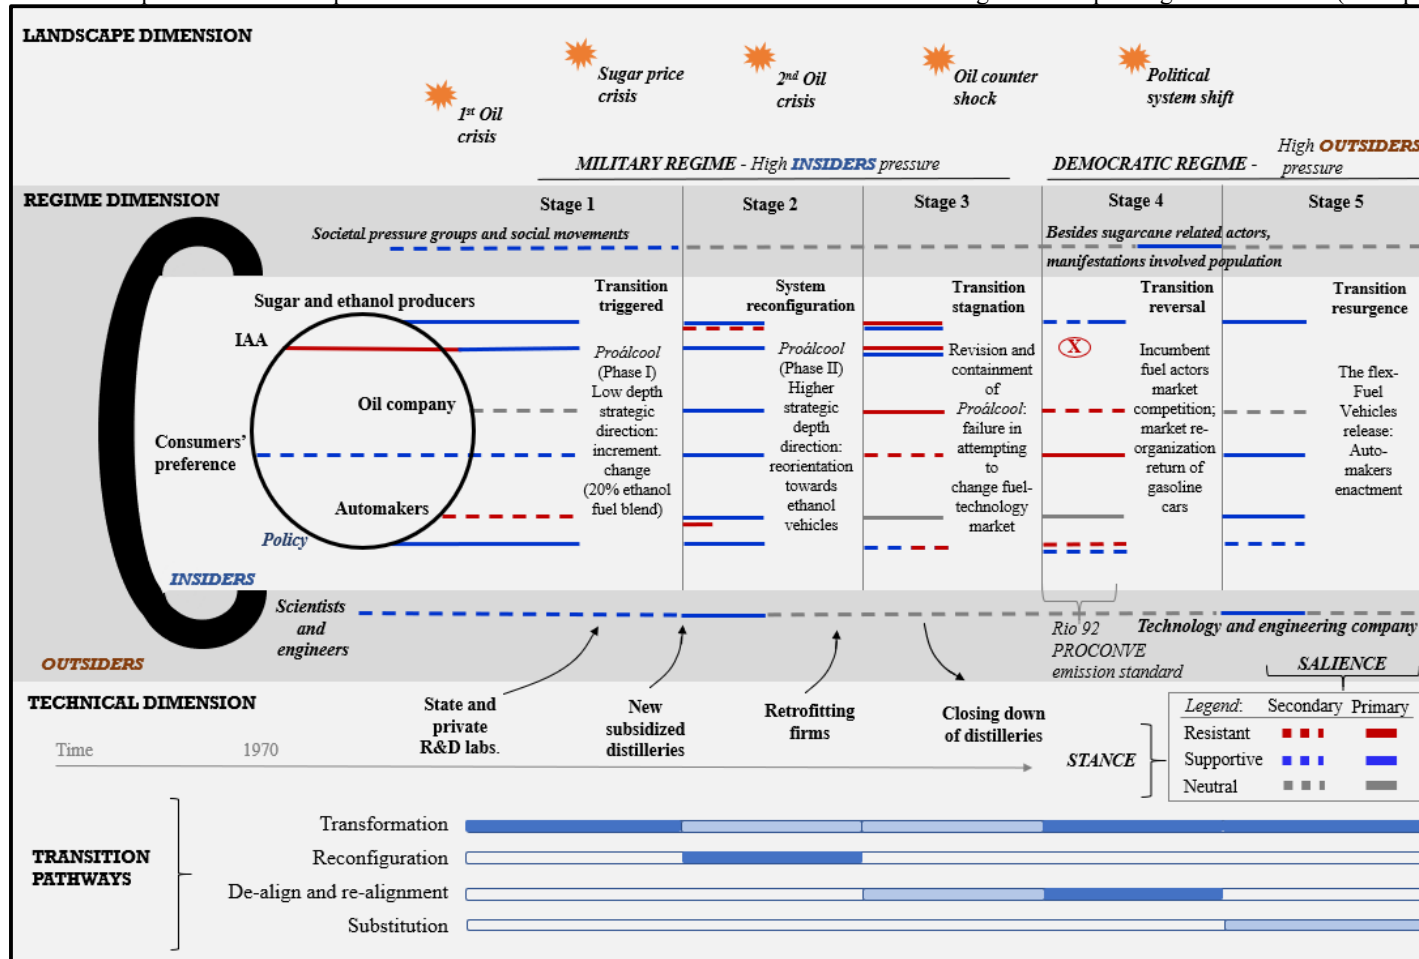 LANDSCAPE DIMENSION
1st Oil
crisis
Sugar price
crisis
2nd Oil
crisis
Oil counter
shock
Political
system shift
MILITARY REGIME - High INSIDERS pressure
DEMOCRATIC REGIME -
High OUTSIDERS
pressure
REGIME DIMENSION
Stage 1
Stage 2
Stage 3
Stage 4
Stage 5
Societal pressure groups and social movements
Besides sugarcane related actors,
manifestations involved population
Sugar and ethanol producers
IAA
Oil company
Consumers'
preference
Automakers
Policy
INSIDERS
Transition
triggered
Proálcool
(Phase I)
Low depth
strategic
direction:
increment.
change
(20% ethanol
fuel blend)
System
reconfiguration
Proálcool
(Phase II)
Higher
strategic
depth
direction:
reorientation
towards
ethanol
vehicles
Transition
stagnation
Revision and
containment
of
Proálcool:
failure in
attempting
to
change fuel-
technology
market
X
Transition
reversal
Incumbent
fuel actors
market
competition;
market re-
organization
return of
gasoline
cars
Transition
resurgence
The flex-
Fuel
Vehicles
release:
Auto-
makers
enactment
Scientists
and
engineers
OUTSIDERS
Rio 92
PROCONVE
emission standard
Technology and engineering company
TECHNICAL DIMENSION
State and
private
R&D labs.
New
subsidized
distilleries
Retrofitting
firms
Closing down
of distilleries
Time
1970
SALIENCE
STANCE
Legend: Secondary Primary
Resistant
Supportive
Neutral
TRANSITION
PATHWAYS
Transformation
Reconfiguration
De-align and re-alignment
Substitution